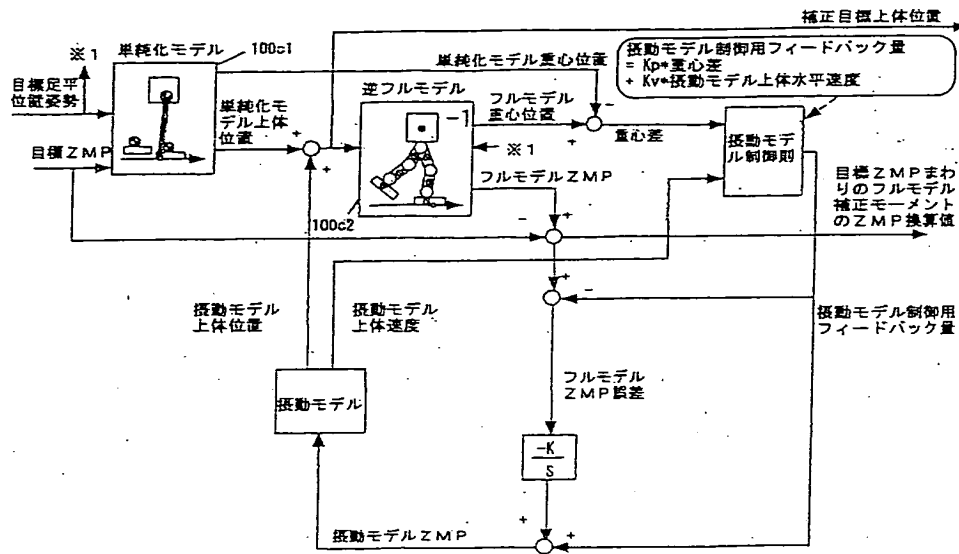 補正目標上体位置
※1
単純化モデル
100c1
摂動モデル制御用フィードバック量
= Kp*重心差
+ Kv*摂動モデル上体水平速度
目標足平
位置姿勢
単純化モデル重心位置
単純化モ
デル上体
位置
逆フルモデル
-1
フルモデル
重心位置
重心差
摂動モ
デル制御則
※1
目標ZMP
フルモデルZMP
100c2
目標ZMPまわ
りのフルモデル
補正モーメント
のZMP換算値
+
+
-
+
-
+
+
-
摂動モデル
上体位置
摂動モデル
上体速度
摂動モデル制御用
フィードバック量
フルモデル
ZMP誤差
摂動モデル
-K
S
+
+
摂動モデルZMP